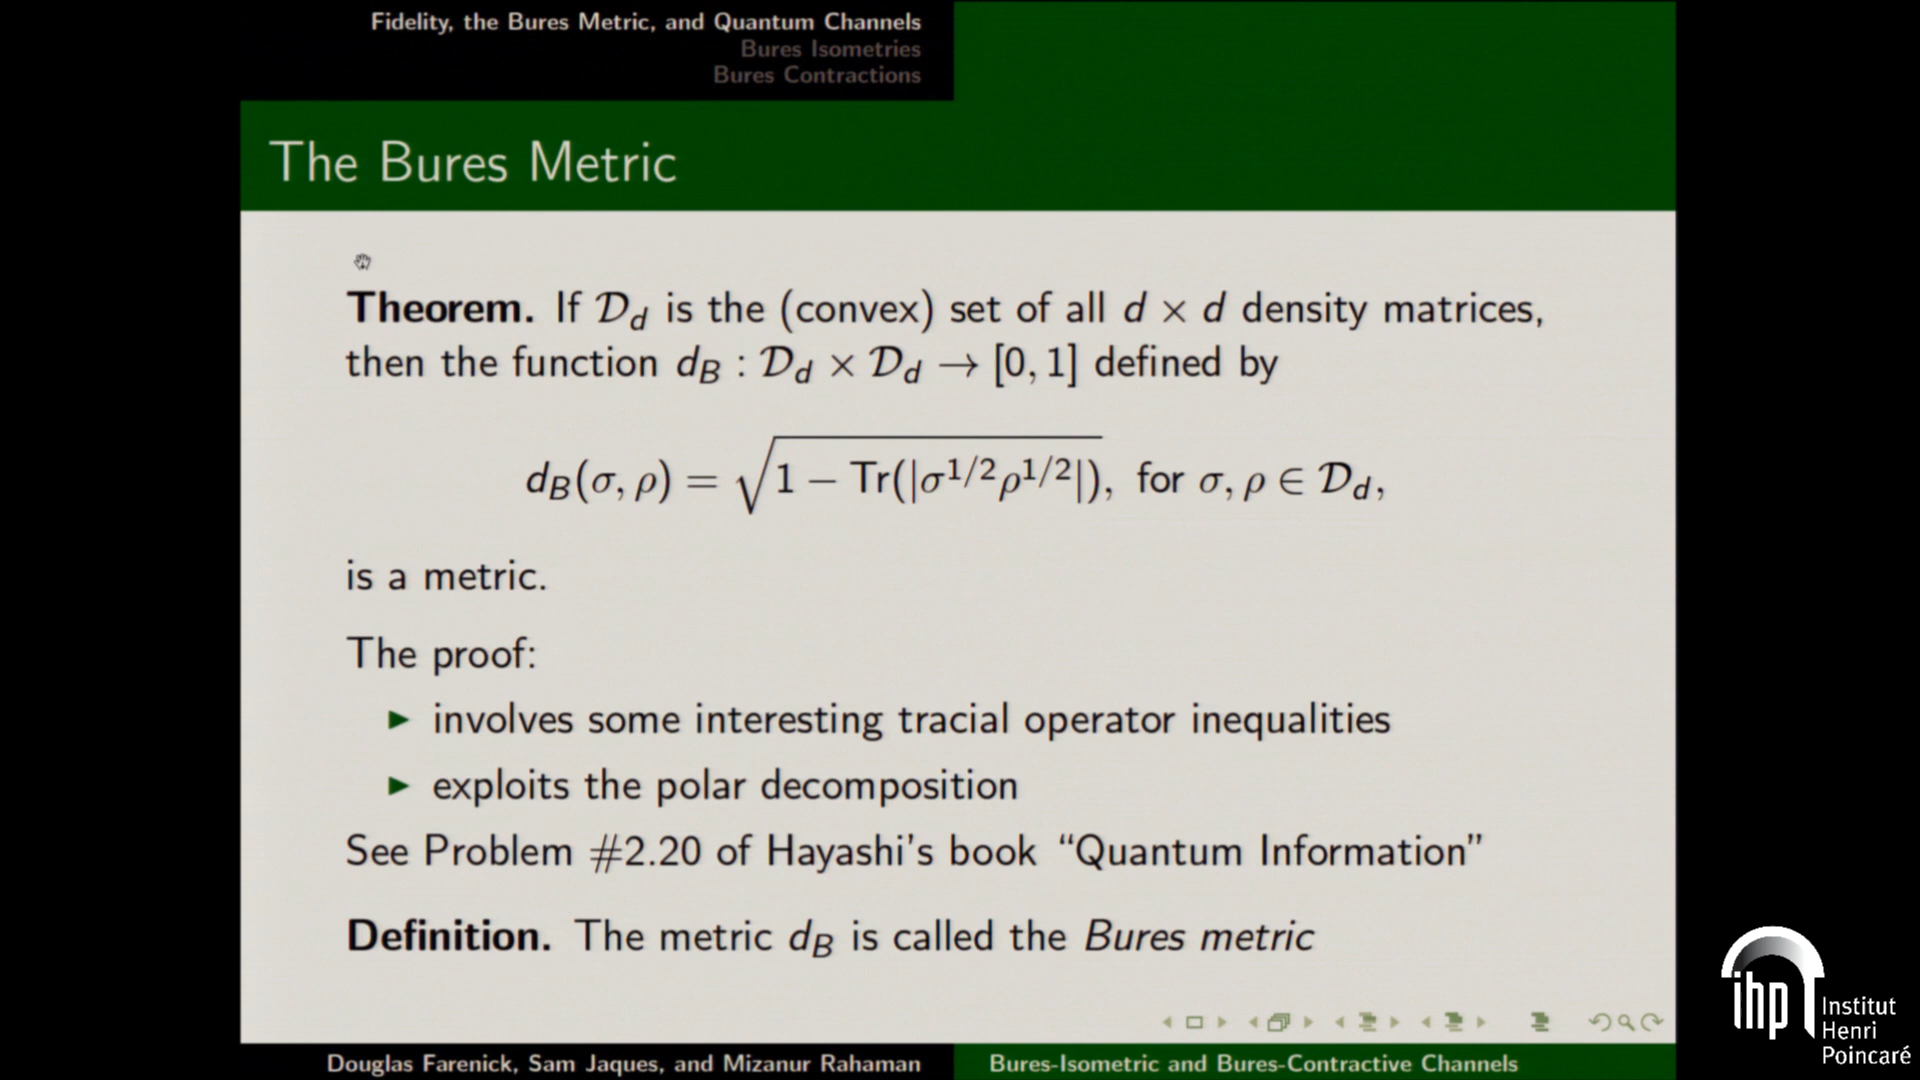 Fidelity, the Bures Metric, and Quantum Channels
Bures Isometries
Bures Contractions
The Bures Metric
Theorem. If 𝒟_d is the (convex) set of all d × d density matrices,
then the function d_B : 𝒟_d × 𝒟_d → [0, 1] defined by
d_B(σ, ρ) = √(1 − Tr(|σ^{1/2}ρ^{1/2}|)), for σ, ρ ∈ 𝒟_d,
is a metric.
The proof:
▶ involves some interesting tracial operator inequalities
▶ exploits the polar decomposition
See Problem #2.20 of Hayashi's book “Quantum Information”
Definition. The metric d_B is called the Bures metric
Douglas Farenick, Sam Jaques, and Mizanur Rahaman
Bures-Isometric and Bures-Contractive Channels
ihp
Institut
Henri
Poincaré